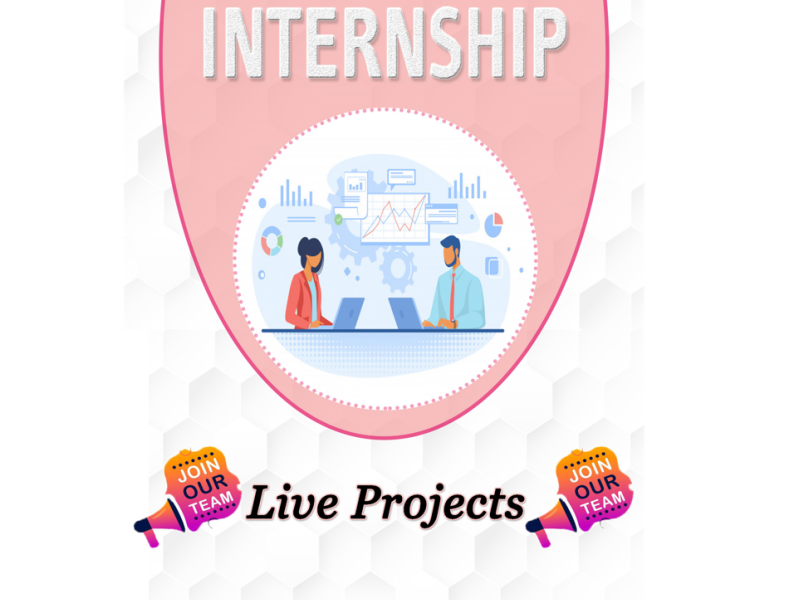 INTERNSHIP
JOIN
OUR
TEAM
Live Projects
JOIN
OUR
TEAM